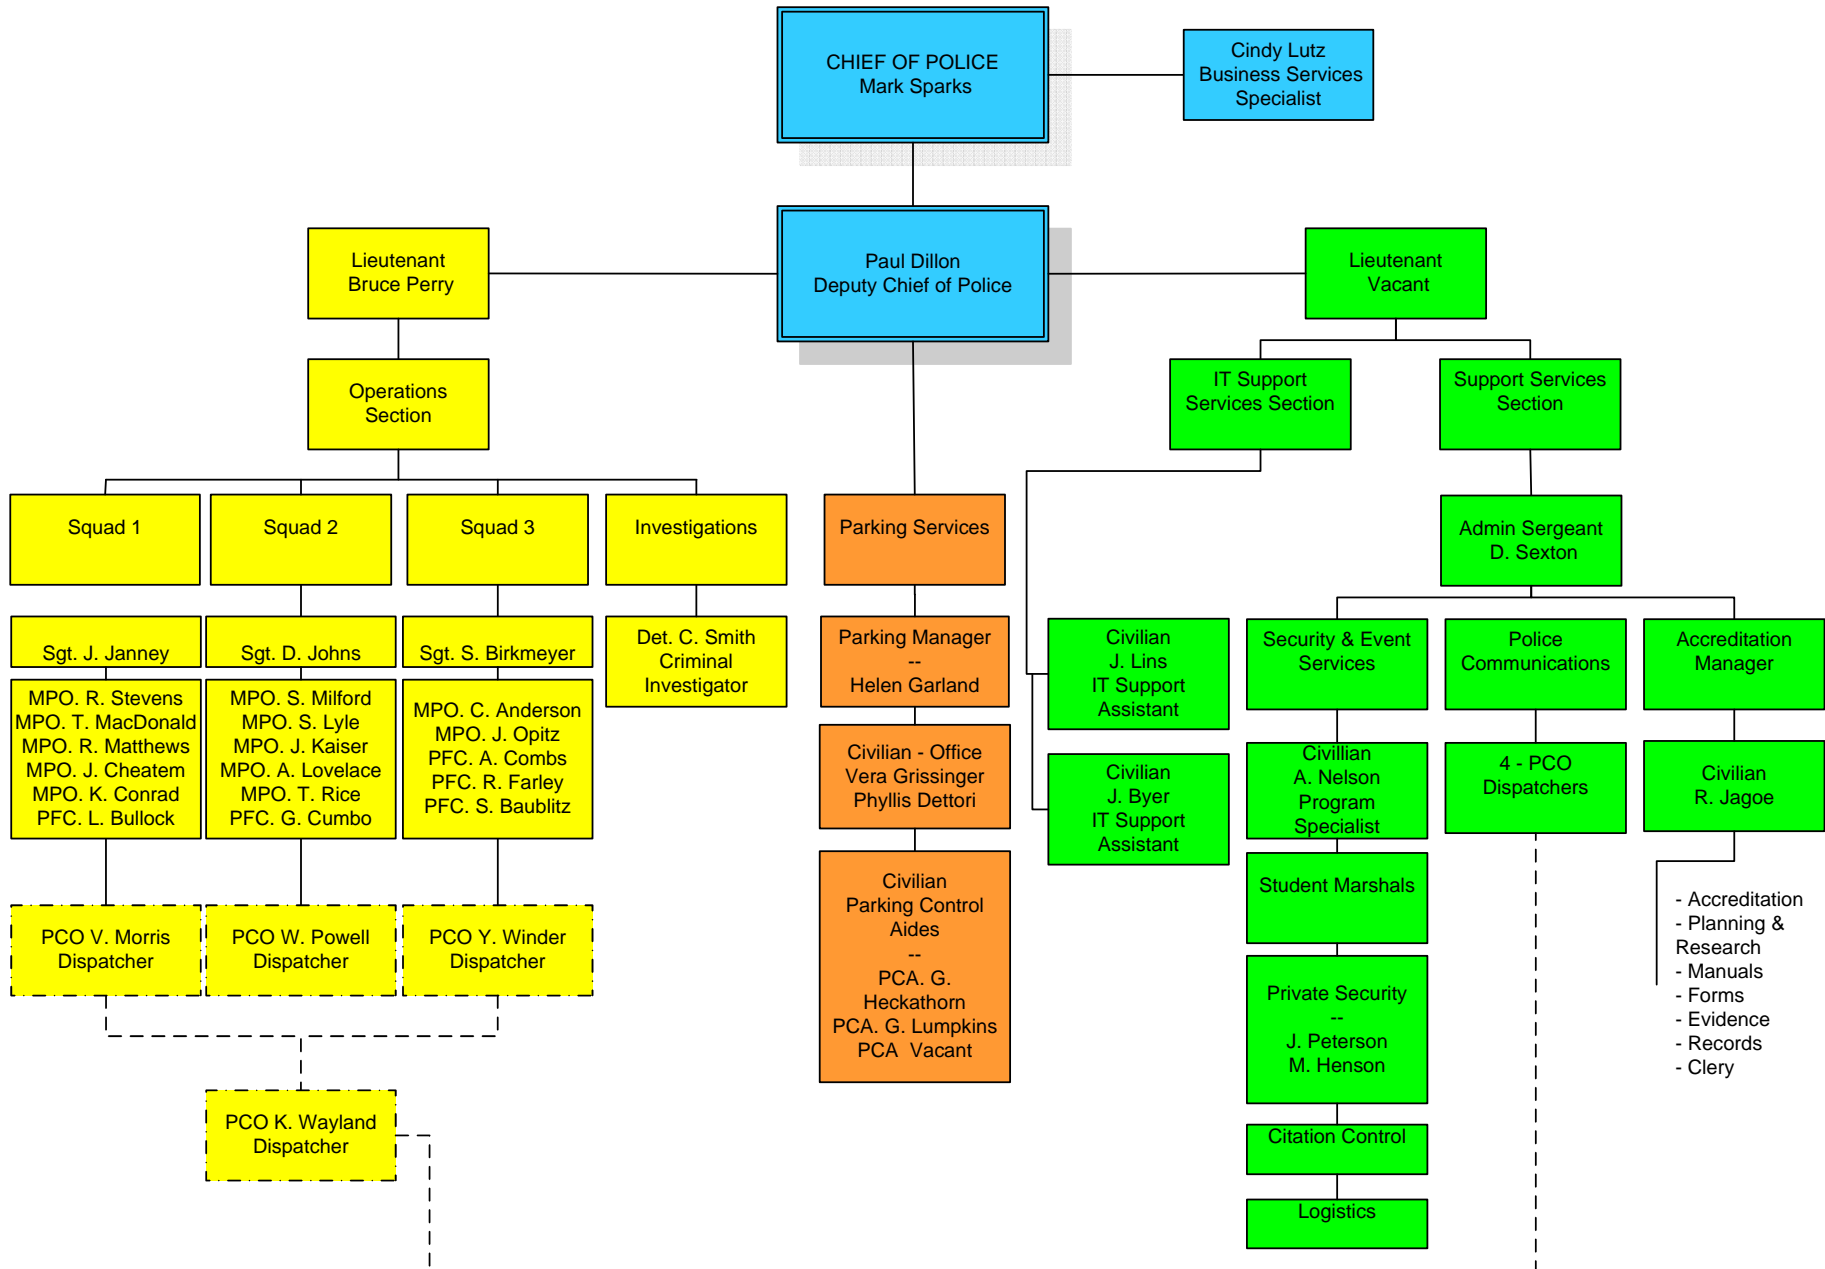 CHIEF OF POLICE
Mark Sparks
Cindy Lutz
Business Services
Specialist
Lieutenant
Bruce Perry
Paul Dillon
Deputy Chief of Police
Lieutenant
Vacant
Operations
Section
IT Support
Services Section
Support Services
Section
Squad 1
Squad 2
Squad 3
Investigations
Parking Services
Admin Sergeant
D. Sexton
Sgt. J. Janney
MPO. R. Stevens
MPO. T. MacDonald
MPO. R. Matthews
MPO. J. Cheatem
MPO. K. Conrad
PFC. L. Bullock
PCO V. Morris
Dispatcher
Sgt. D. Johns
MPO. S. Milford
MPO. S. Lyle
MPO. J. Kaiser
MPO. A. Lovelace
MPO. T. Rice
PFC. G. Cumbo
PCO W. Powell
Dispatcher
Sgt. S. Birkmeyer
MPO. C. Anderson
MPO. J. Opitz
PFC. A. Combs
PFC. R. Farley
PFC. S. Baublitz
PCO Y. Winder
Dispatcher
PCO K. Wayland
Dispatcher
Det. C. Smith
Criminal
Investigator
Parking Manager
--
Helen Garland
Civilian - Office
Vera Grissinger
Phyllis Dettori
Civilian
Parking Control
Aides
--
PCA. G.
Heckathorn
PCA. G. Lumpkins
PCA  Vacant
Civilian
J. Lins
IT Support
Assistant
Civilian
J. Byer
IT Support
Assistant
Security & Event
Services
Civillian
A. Nelson
Program
Specialist
Student Marshals
Private Security
--
J. Peterson
M. Henson
Citation Control
Logistics
Police
Communications
4 - PCO
Dispatchers
Accreditation
Manager
Civilian
R. Jagoe
- Accreditation
- Planning &
Research
- Manuals
- Forms
- Evidence
- Records
- Clery